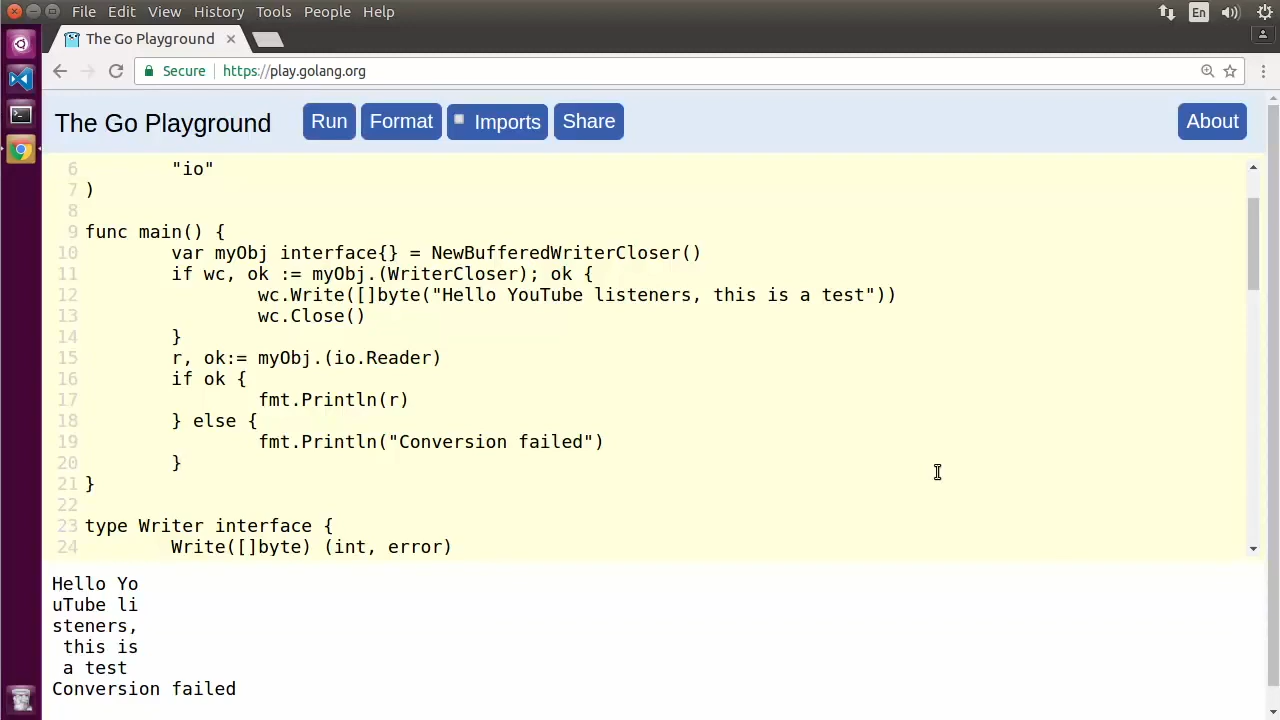 File Edit View History Tools People Help
En
The Go Playground
Secure https://play.golang.org
The Go Playground Run Format Imports Share About
6 "io"
7 )
8
9 func main() {
10 var myObj interface{} = NewBufferedWriterCloser()
11 if wc, ok := myObj.(WriterCloser); ok {
12 wc.Write([]byte("Hello YouTube listeners, this is a test"))
13 wc.Close()
14 }
15 r, ok:= myObj.(io.Reader)
16 if ok {
17 fmt.Println(r)
18 } else {
19 fmt.Println("Conversion failed")
20 }
21 }
22
23 type Writer interface {
24 Write([]byte) (int, error)
Hello Yo
uTube li
steners,
this is
a test
Conversion failed